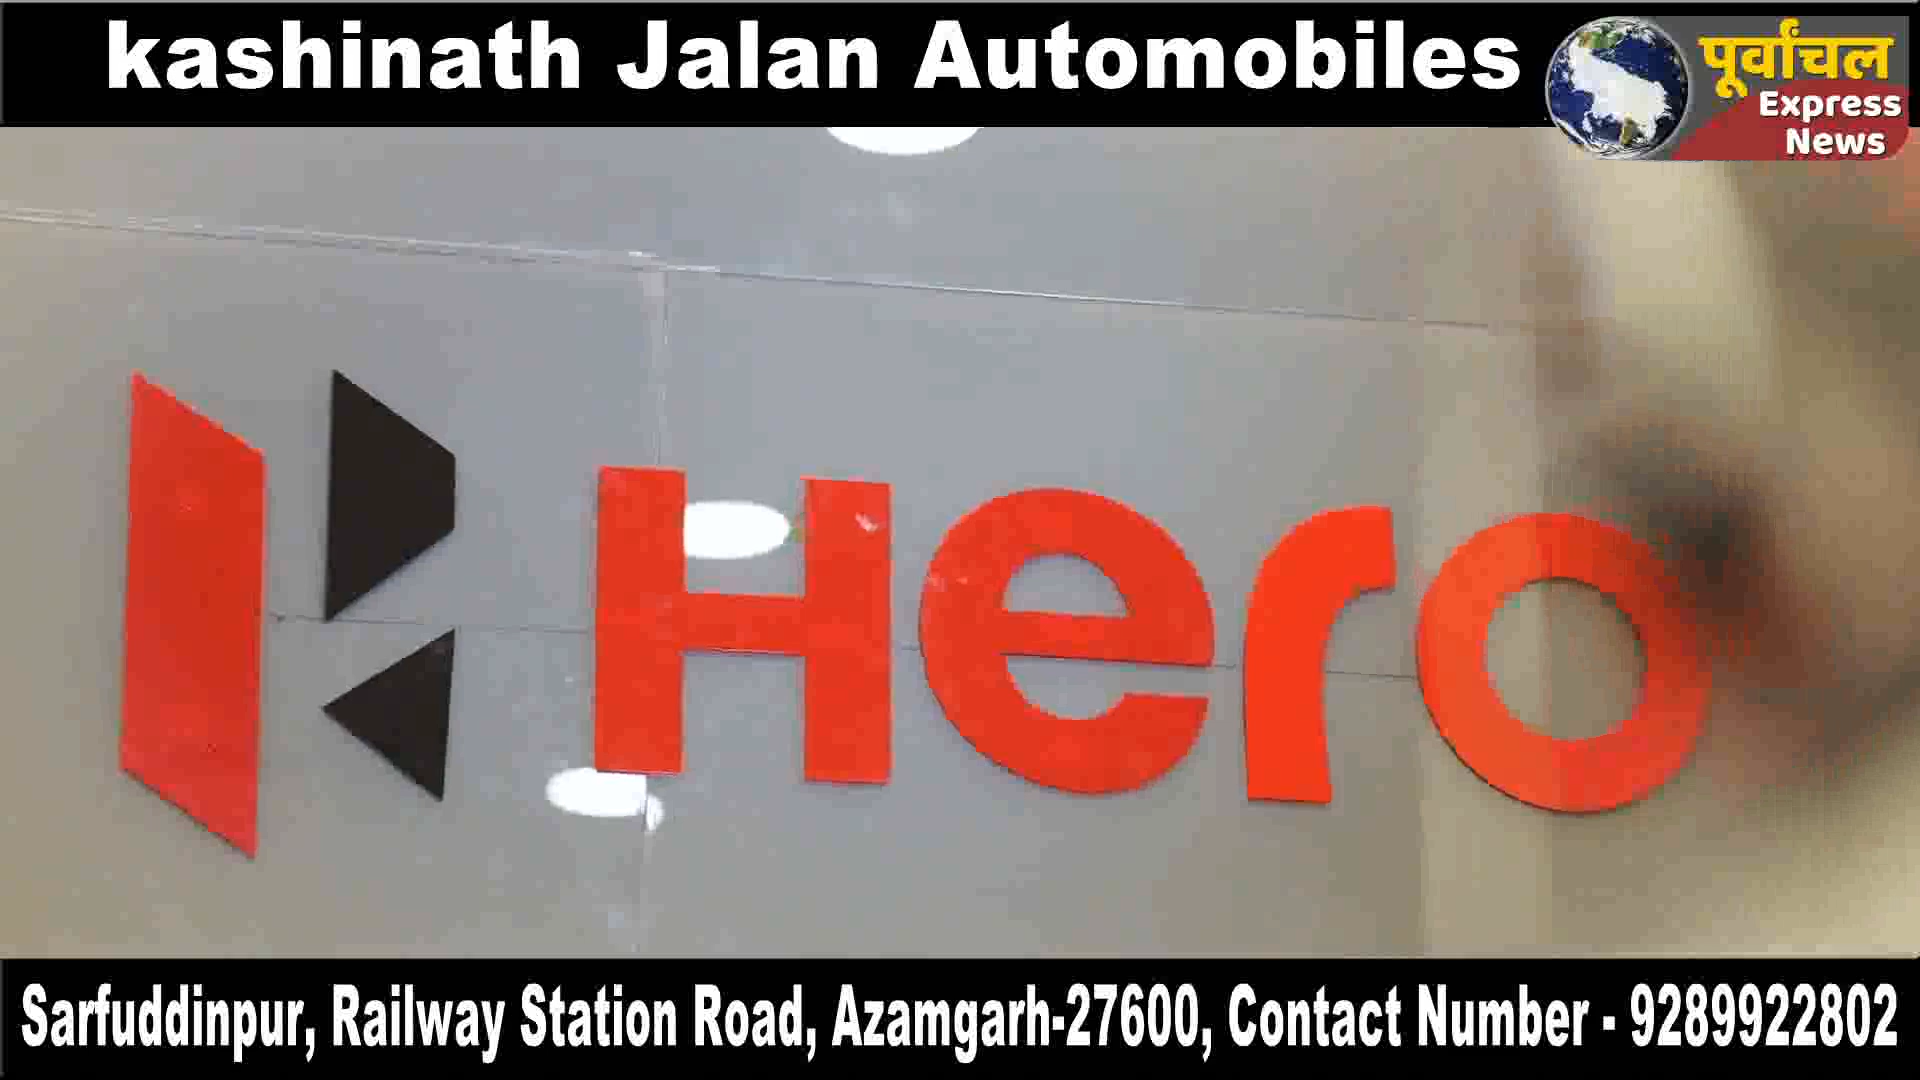 kashinath Jalan Automobiles
पूर्वांचल
Express
News
Hero
Sarfuddinpur, Railway Station Road, Azamgarh-27600, Contact Number - 9289922802